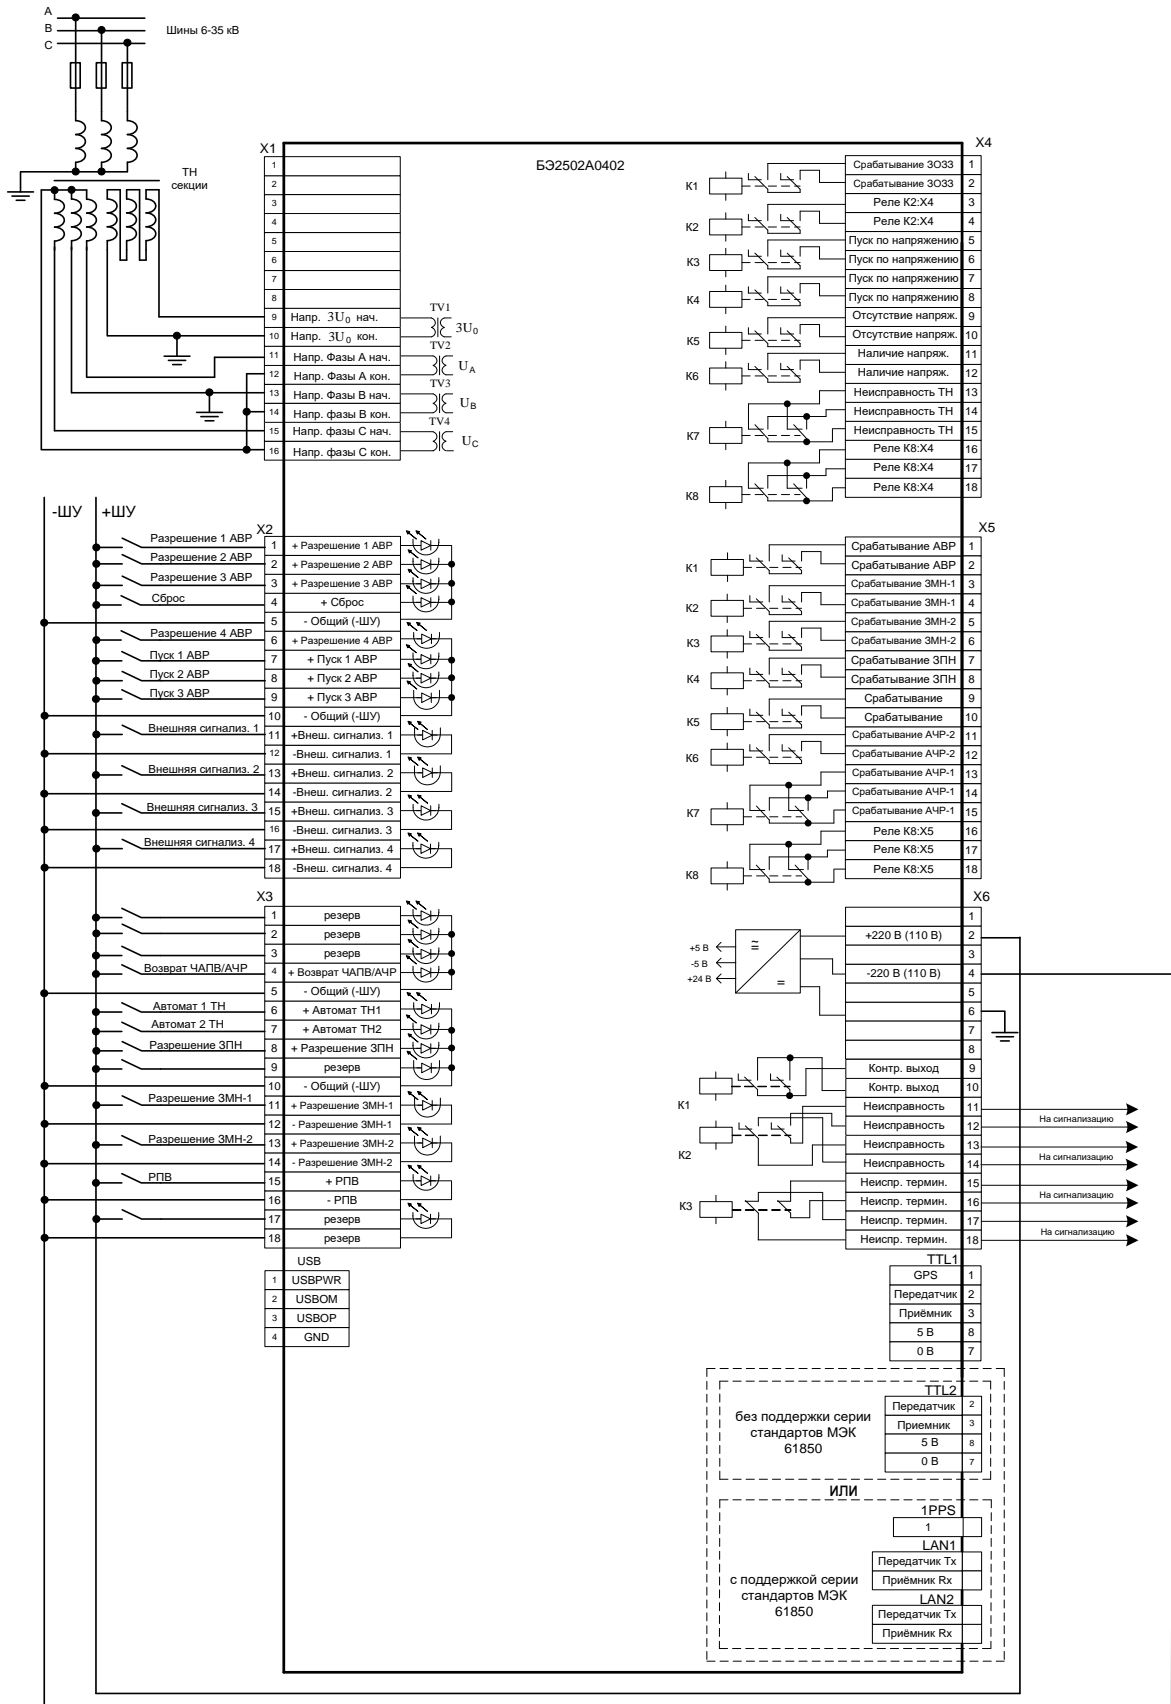 A
B
C
Шины 6-35 кВ
ТН
секции
БЭ2502А0402
X1
1
2
3
4
5
6
7
8
9 Напр. 3U0 нач.
10 Напр. 3U0 кон.
11 Напр. Фазы А нач.
12 Напр. Фазы А кон.
13 Напр. Фазы В нач.
14 Напр. фазы В кон.
15 Напр. фазы С нач.
16 Напр. фазы С кон.
TV1
3U0
TV2
UA
TV3
UB
TV4
UC
-ШУ
+ШУ
X2
Разрешение 1 АВР 1 + Разрешение 1 АВР
Разрешение 2 АВР 2 + Разрешение 2 АВР
Разрешение 3 АВР 3 + Разрешение 3 АВР
Сброс 4 + Сброс
5 - Общий (-ШУ)
Разрешение 4 АВР 6 + Разрешение 4 АВР
Пуск 1 АВР 7 + Пуск 1 АВР
Пуск 2 АВР 8 + Пуск 2 АВР
Пуск 3 АВР 9 + Пуск 3 АВР
10 - Общий (-ШУ)
Внешняя сигнализ. 1 11 +Внеш. сигнализ. 1
12 -Внеш. сигнализ. 1
Внешняя сигнализ. 2 13 +Внеш. сигнализ. 2
14 -Внеш. сигнализ. 2
Внешняя сигнализ. 3 15 +Внеш. сигнализ. 3
16 -Внеш. сигнализ. 3
Внешняя сигнализ. 4 17 +Внеш. сигнализ. 4
18 -Внеш. сигнализ. 4
X3
1 резерв
2 резерв
3 резерв
Возврат ЧАПВ/АЧР 4 + Возврат ЧАПВ/АЧР
5 - Общий (-ШУ)
Автомат 1 ТН 6 + Автомат ТН1
Автомат 2 ТН 7 + Автомат ТН2
Разрешение ЗПН 8 + Разрешение ЗПН
9 резерв
10 - Общий (-ШУ)
Разрешение ЗМН-1 11 + Разрешение ЗМН-1
12 - Разрешение ЗМН-1
Разрешение ЗМН-2 13 + Разрешение ЗМН-2
14 - Разрешение ЗМН-2
РПВ 15 + РПВ
16 - РПВ
17 резерв
18 резерв
USB
1 USBPWR
2 USBOM
3 USBOP
4 GND
X4
К1
Срабатывание ЗОЗЗ 1
Срабатывание ЗОЗЗ 2
К2
Реле К2:Х4 3
Реле К2:Х4 4
К3
Пуск по напряжению 5
Пуск по напряжению 6
К4
Пуск по напряжению 7
Пуск по напряжению 8
К5
Отсутствие напряж. 9
Отсутствие напряж. 10
К6
Наличие напряж. 11
Наличие напряж. 12
К7
Неисправность ТН 13
Неисправность ТН 14
Неисправность ТН 15
К8
Реле К8:Х4 16
Реле К8:Х4 17
Реле К8:Х4 18
X5
К1
Срабатывание АВР 1
Срабатывание АВР 2
К2
Срабатывание ЗМН-1 3
Срабатывание ЗМН-1 4
К3
Срабатывание ЗМН-2 5
Срабатывание ЗМН-2 6
К4
Срабатывание ЗПН 7
Срабатывание ЗПН 8
К5
Срабатывание 9
Срабатывание 10
К6
Срабатывание АЧР-2 11
Срабатывание АЧР-2 12
К7
Срабатывание АЧР-1 13
Срабатывание АЧР-1 14
Срабатывание АЧР-1 15
К8
Реле К8:Х5 16
Реле К8:Х5 17
Реле К8:Х5 18
X6
+5 В
-5 В
+24 В
1
+220 В (110 В) 2
3
-220 В (110 В) 4
5
6
7
8
К1
Контр. выход 9
Контр. выход 10
К2
Неисправность 11
На сигнализацию
Неисправность 12
Неисправность 13
На сигнализацию
Неисправность 14
К3
Неиспр. термин. 15
На сигнализацию
Неиспр. термин. 16
Неиспр. термин. 17
На сигнализацию
Неиспр. термин. 18
TTL1
GPS 1
Передатчик 2
Приёмник 3
5 В 8
0 В 7
без поддержки серии
стандартов МЭК
61850
TTL2
Передатчик 2
Приемник 3
5 В 8
0 В 7
ИЛИ
с поддержкой серии
стандартов МЭК
61850
1PPS
1
LAN1
Передатчик Tx
Приёмник Rx
LAN2
Передатчик Tx
Приёмник Rx